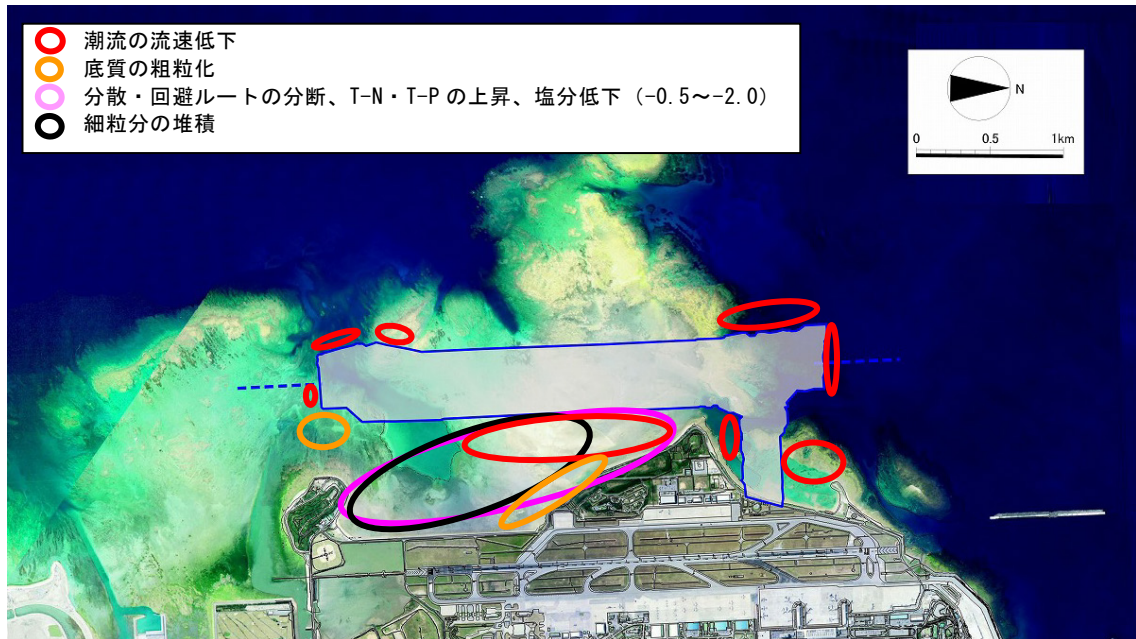 潮流の流速低下
底質の粗粒化
分散・回避ルートの分断、T-N・T-P の上昇、塩分低下（-0.5～-2.0）
細粒分の堆積
N
0 0.5 1km